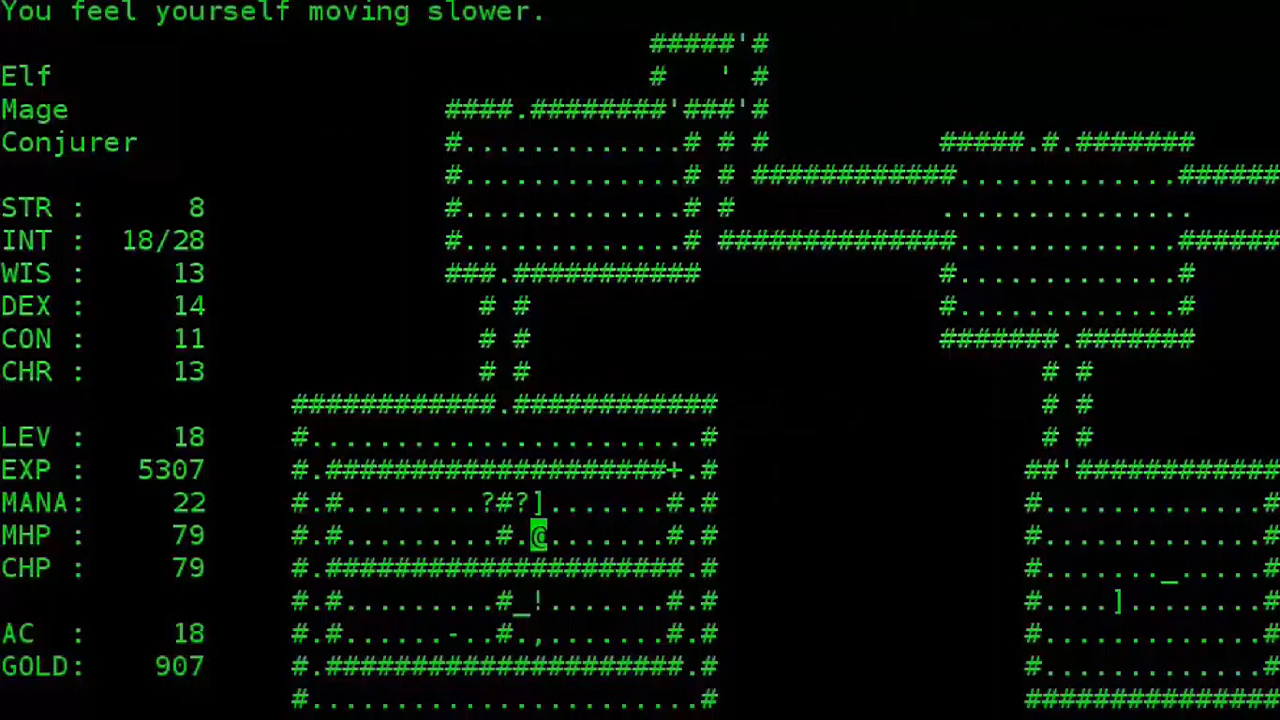 You feel yourself moving slower.
#####'#
Elf # ' #
Mage ####.########'###'#
Conjurer #.............# # # #####.#.#######
#.............# # ############.............######
STR : 8 #.............# # ...............
INT : 18/28 #.............# ##############.............######
WIS : 13 ###.########### #.............#
DEX : 14 # # #.............#
CON : 11 # # #######.#######
CHR : 13 # # # #
############.############ # #
LEV : 18 #.......................# # #
EXP : 5307 #.####################+.# ##'############
MANA: 22 #.#........?#?].......#.# #.............#
MHP : 79 #.#.........#.@.......#.# #.............#
CHP : 79 #.#####################.# #......._.....#
#.#.........#_!.......#.# #....]........#
AC : 18 #.#......-..#.,.......#.# #.............#
GOLD: 907 #.#####################.# #.............#
#.......................# ###############